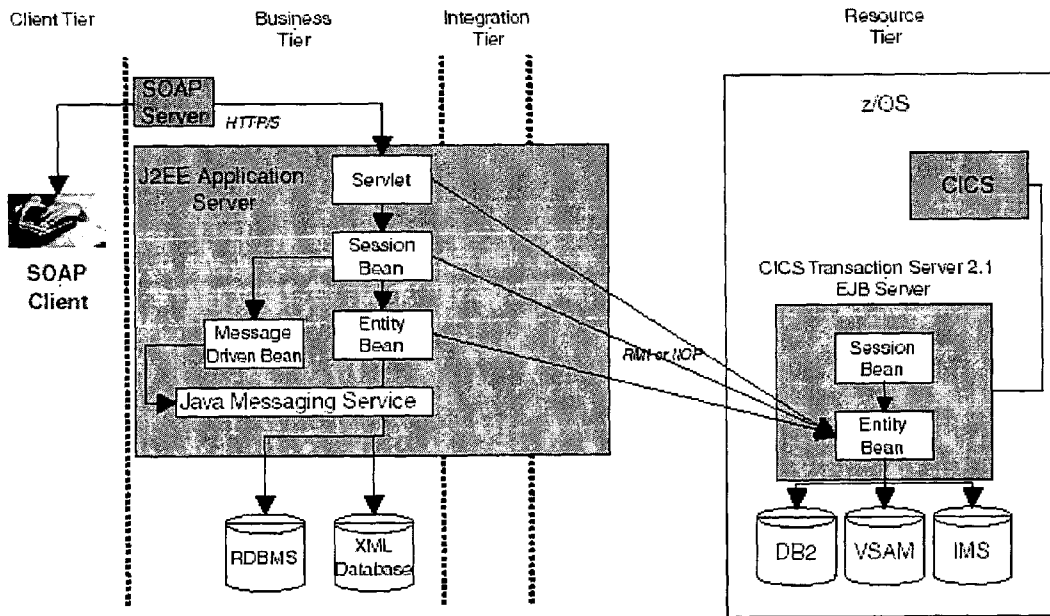 Client Tier
Business
Tier
Integration
Tier
Resource
Tier
SOAP
Server
HTTP/S
z/OS
J2EE Application
Server
Servlet
CICS
Session
Bean
SOAP
Client
CICS Transaction Server 2.1
EJB Server
Message
Driven Bean
Entity
Bean
RMI or IIOP
Session
Bean
Java Messaging Service
Entity
Bean
RDBMS
XML
Database
DB2
VSAM
IMS